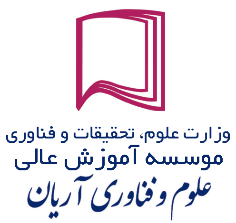 وزارت علوم، تحقیقات و فناوری
موسسه آموزش عالی
علوم و فناوری آریان